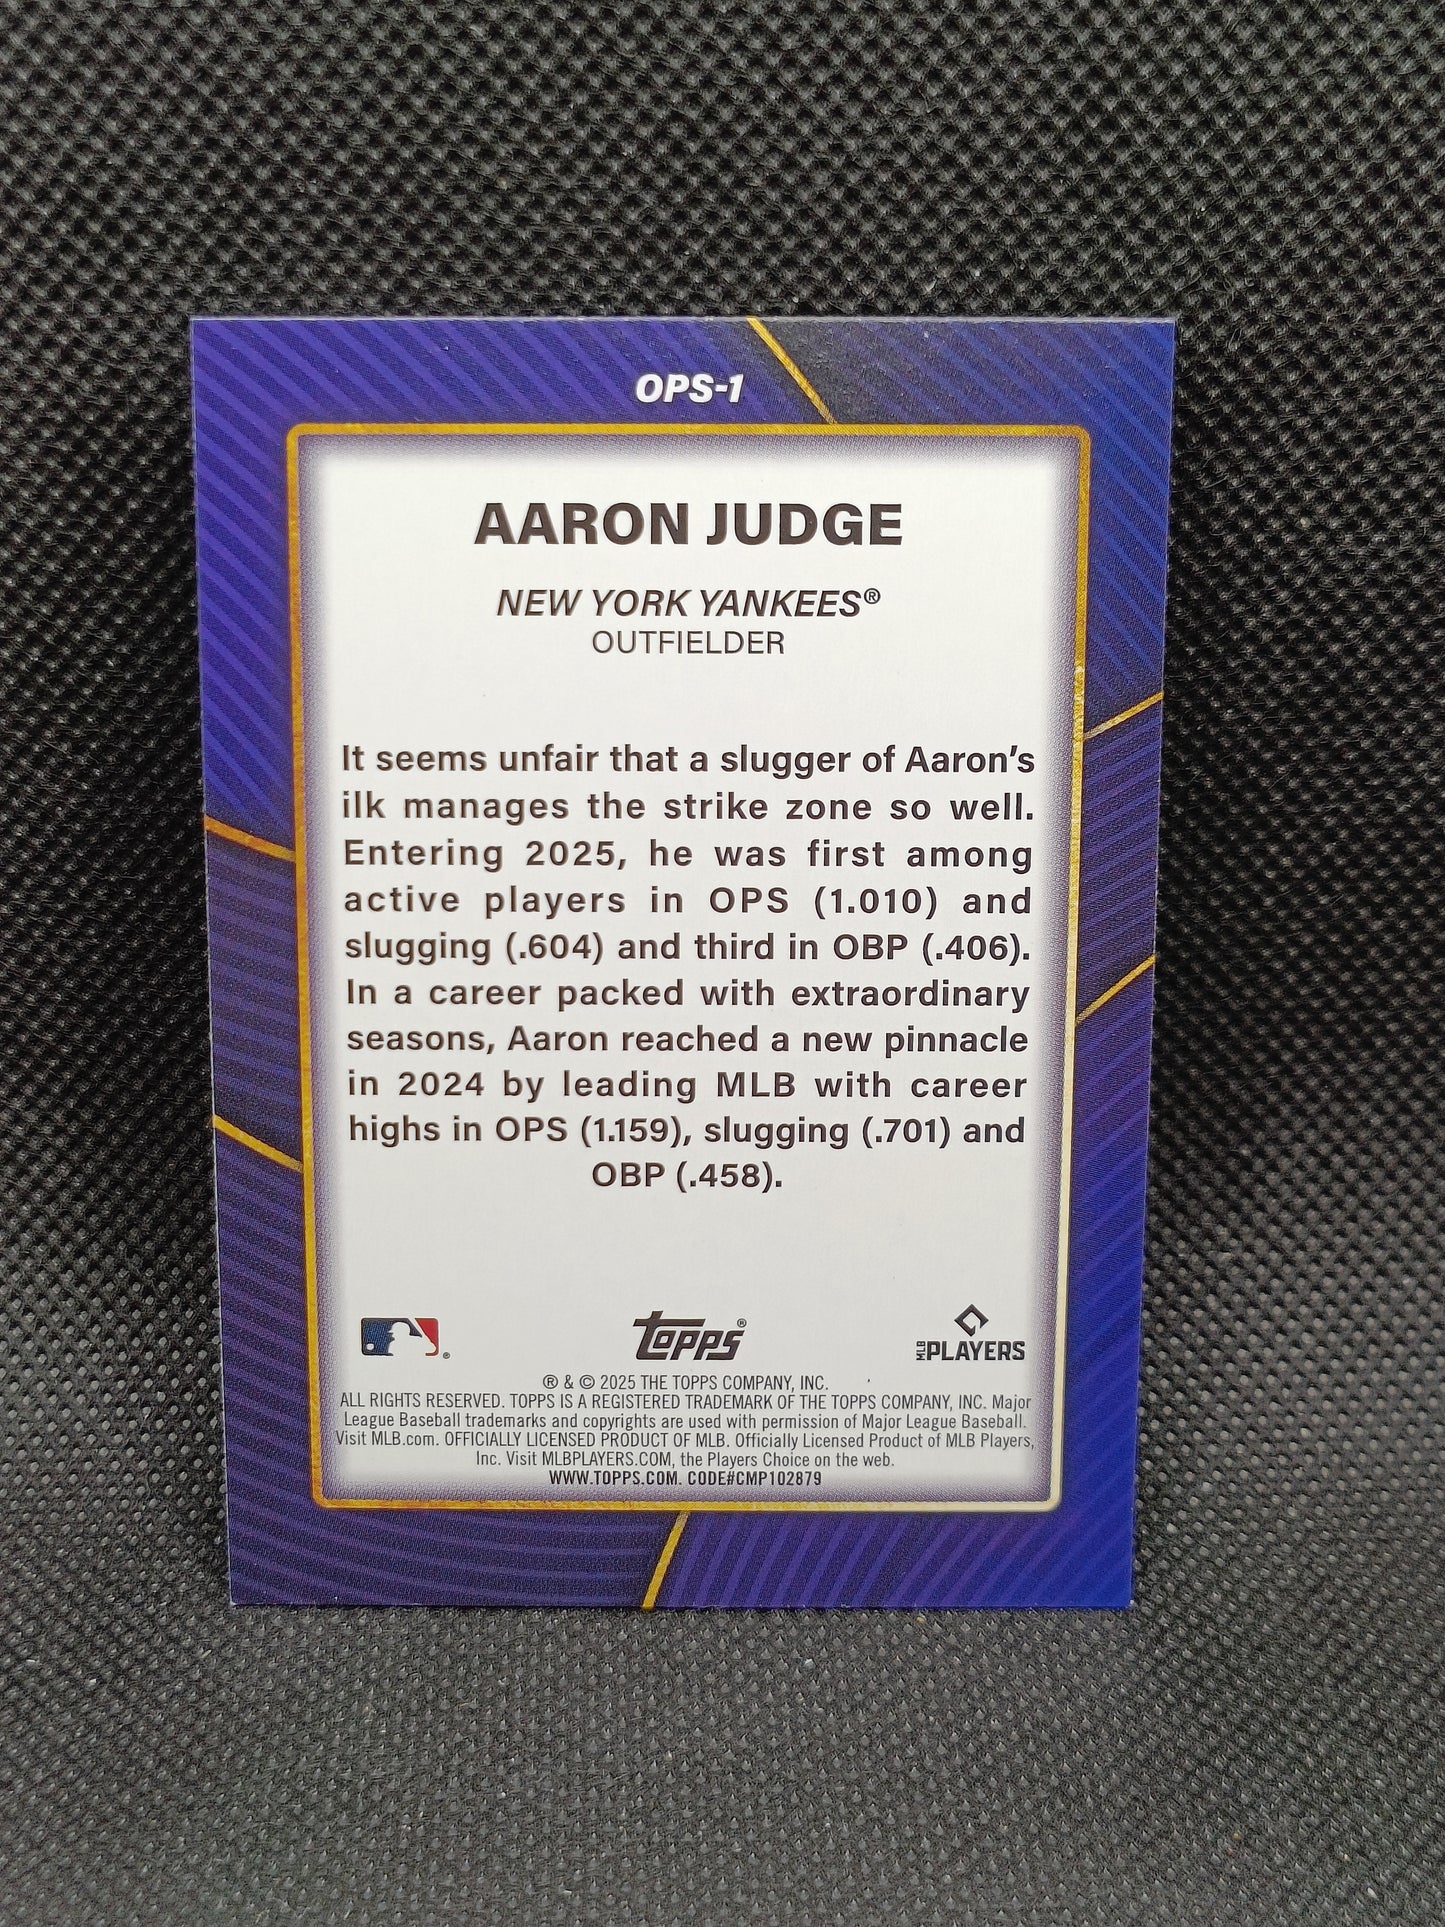 OPS-1
AARON JUDGE
NEW YORK YANKEES®
OUTFIELDER
It seems unfair that a slugger of Aaron's
ilk manages the strike zone so well.
Entering 2025, he was first among
active players in OPS (1.010) and
slugging (.604) and third in OBP (.406).
In a career packed with extraordinary
seasons, Aaron reached a new pinnacle
in 2024 by leading MLB with career
highs in OPS (1.159), slugging (.701) and
OBP (.458).
®
topps®
MLB PLAYERS
® & © 2025 THE TOPPS COMPANY, INC.
ALL RIGHTS RESERVED. TOPPS IS A REGISTERED TRADEMARK OF THE TOPPS COMPANY, INC. Major
League Baseball trademarks and copyrights are used with permission of Major League Baseball.
Visit MLB.com. OFFICIALLY LICENSED PRODUCT OF MLB. Officially Licensed Product of MLB Players,
Inc. Visit MLBPLAYERS.COM, the Players Choice on the web.
WWW.TOPPS.COM. CODE#CMP102879